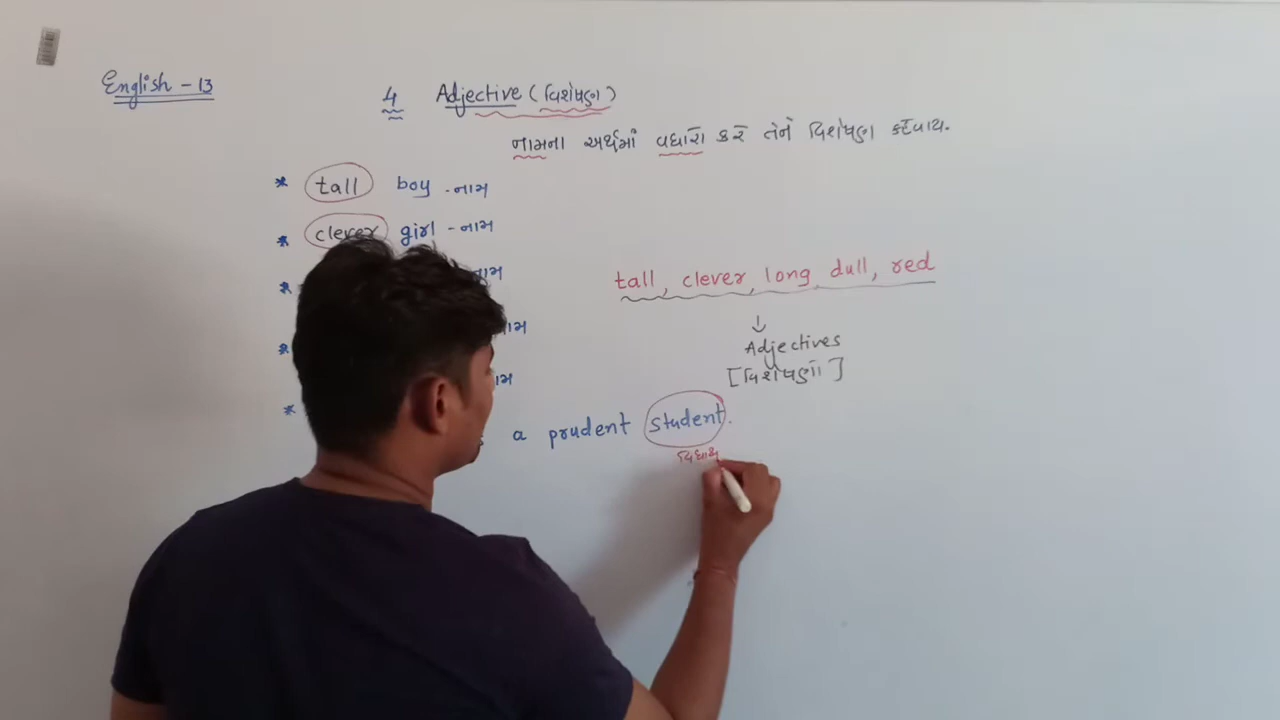 English - 13
4 Adjective (વિશેષણ)
નામના અર્થમાં વધારો કરે તેને વિશેષણ કહેવાય.
* tall boy - નામ
* clever girl - નામ
* નામ
tall, clever, long, dull, red
* નામ
↓
Adjectives
[વિશેષણો]
* નામ
* a prudent student.
વિદ્યાથ